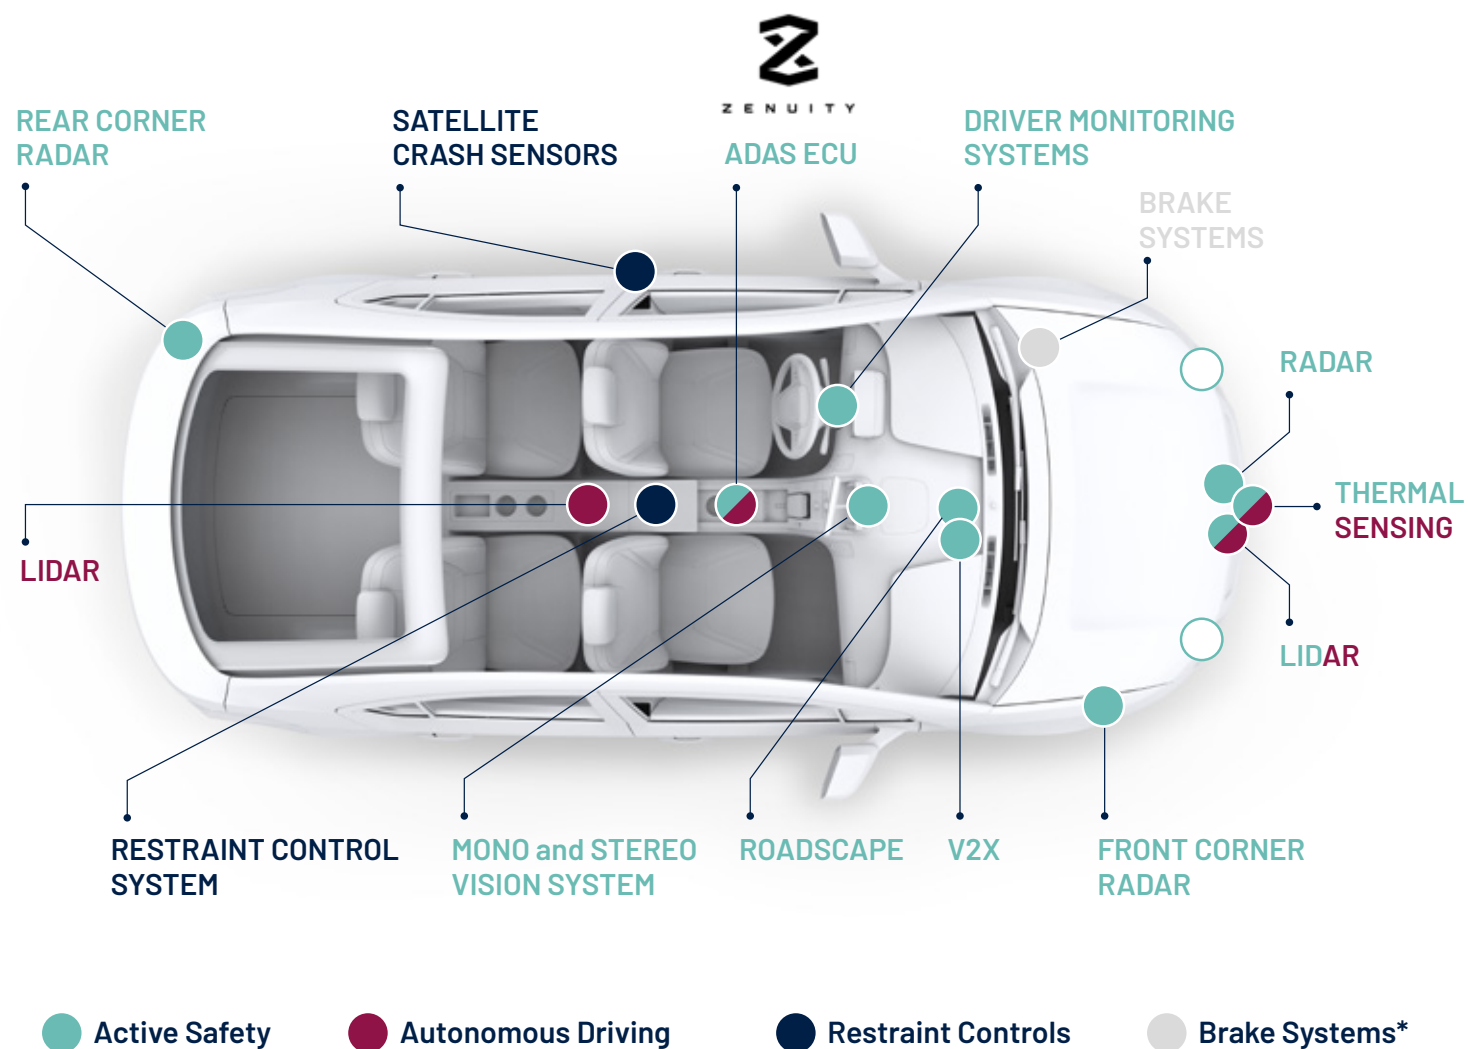 ZENUITY
REAR CORNER
RADAR
SATELLITE
CRASH SENSORS
ADAS ECU
DRIVER MONITORING
SYSTEMS
BRAKE
SYSTEMS
RADAR
THERMAL
SENSING
LIDAR
LIDAR
RESTRAINT CONTROL
SYSTEM
MONO and STEREO
VISION SYSTEM
ROADSCAPE
V2X
FRONT CORNER
RADAR
Active Safety
Autonomous Driving
Restraint Controls
Brake Systems*